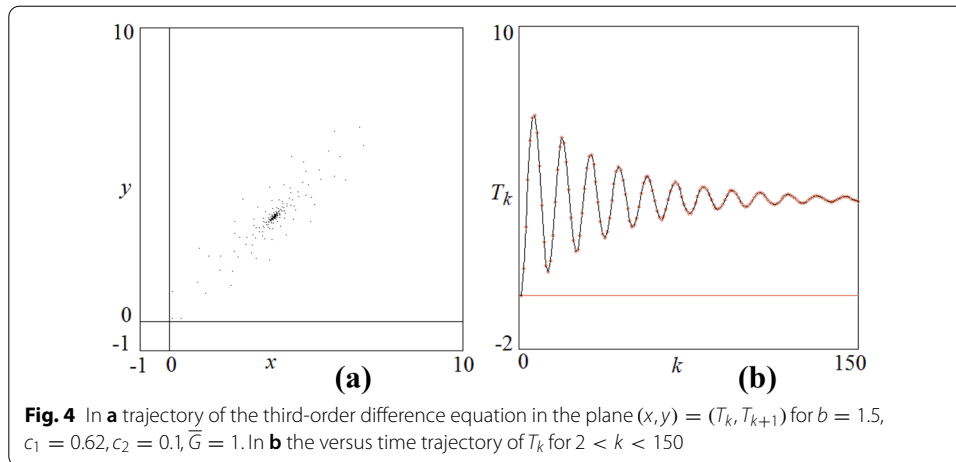 10
y
0
-1
-1 0 x 10
(a)
10
T_k
-2
0 k 150
(b)
Fig. 4 In a trajectory of the third-order difference equation in the plane (x, y) = (T_k, T_{k+1}) for b = 1.5,
c_1 = 0.62, c_2 = 0.1, G̅ = 1. In b the versus time trajectory of T_k for 2 < k < 150